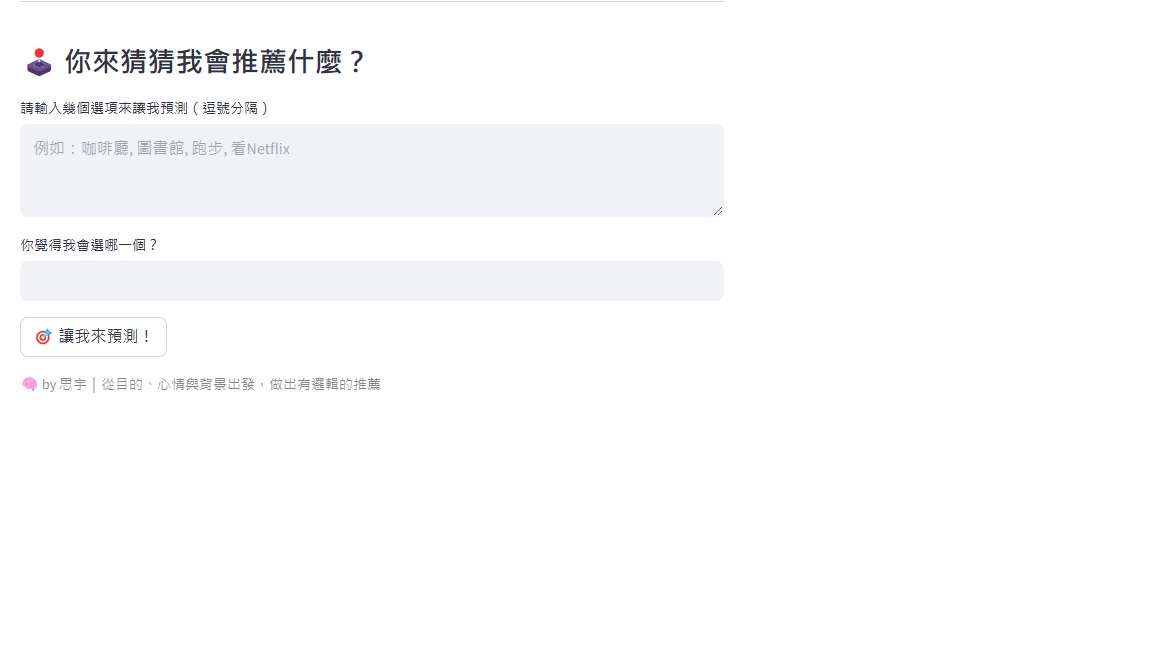 🕹️ 你來猜猜我會推薦什麼？
請輸入幾個選項來讓我預測（逗號分隔）
例如：咖啡廳, 圖書館, 跑步, 看Netflix
你覺得我會選哪一個？
🎯 讓我來預測！
🧠 by 思宇｜從目的、心情與背景出發，做出有邏輯的推薦